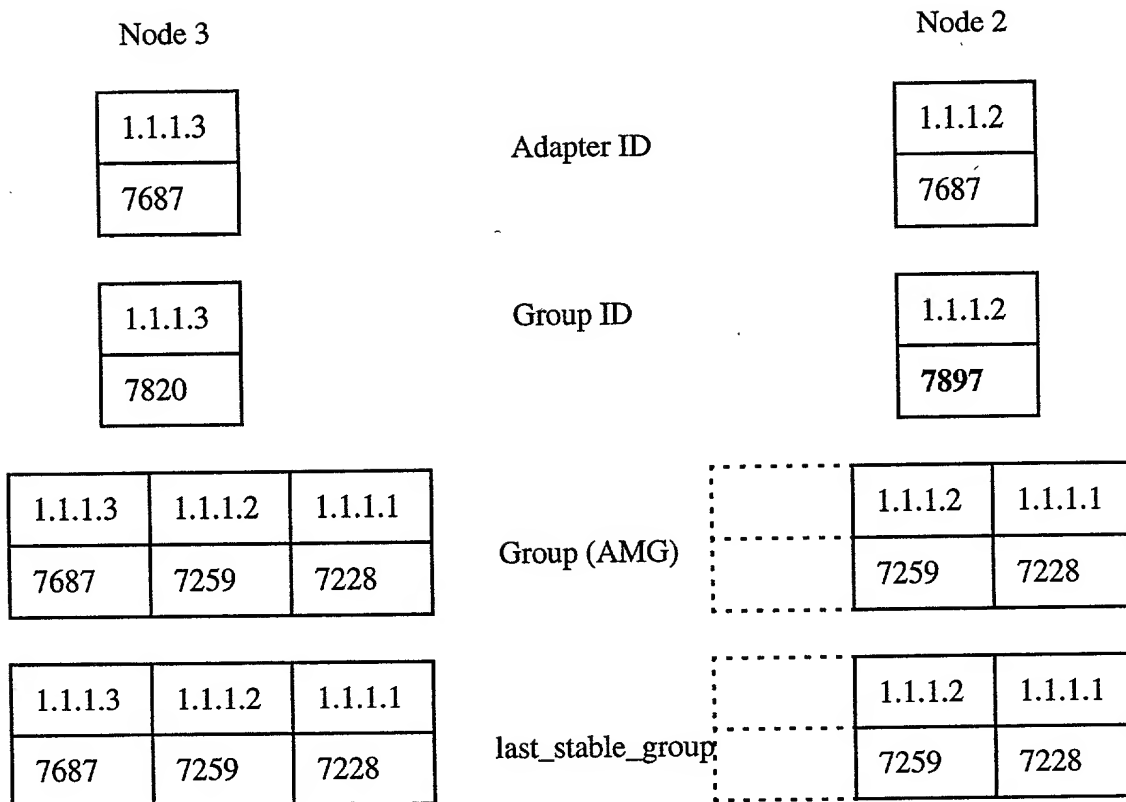 Node 3 Node 2
1.1.1.3 Adapter ID 1.1.1.2
7687 7687
1.1.1.3 Group ID 1.1.1.2
7820 7897
1.1.1.3 1.1.1.2 1.1.1.1 Group (AMG) 1.1.1.2 1.1.1.1
7687 7259 7228 7259 7228
1.1.1.3 1.1.1.2 1.1.1.1 last_stable_group 1.1.1.2 1.1.1.1
7687 7259 7228 7259 7228